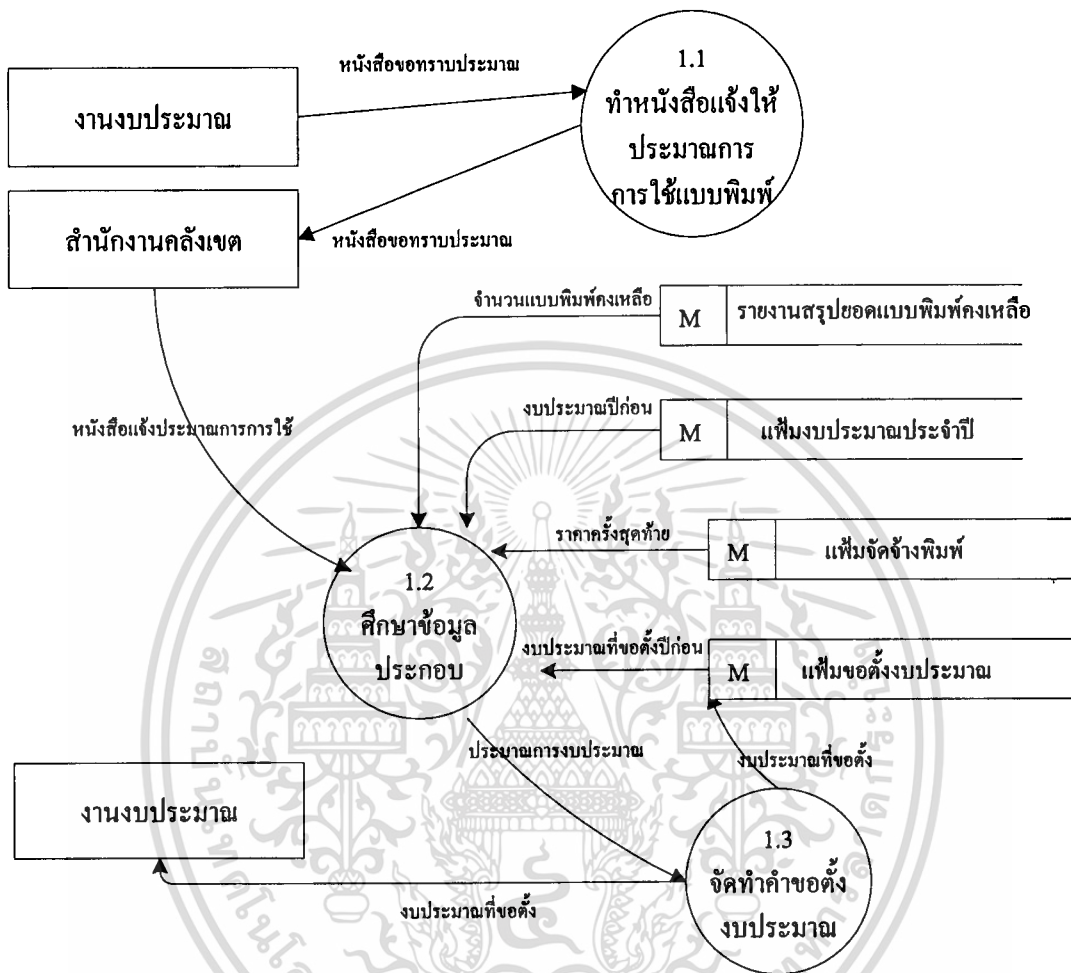 หนังสือขอทราบประมาณ
1.1
ทำหนังสือแจ้งให้
ประมาณการ
การใช้แบบพิมพ์
งานงบประมาณ
สำนักงานคลังเขต
หนังสือขอทราบประมาณ
จำนวนแบบพิมพ์คงเหลือ
M รายงานสรุปยอดแบบพิมพ์คงเหลือ
งบประมาณปีก่อน
M แฟ้มงบประมาณประจำปี
หนังสือแจ้งประมาณการการใช้
ราคาครั้งสุดท้าย
M แฟ้มจัดจ้างพิมพ์
1.2
ศึกษาข้อมูล
ประกอบ
งบประมาณที่ขอตั้งปีก่อน
M แฟ้มขอตั้งงบประมาณ
ประมาณการงบประมาณ
งบประมาณที่ขอตั้ง
งานงบประมาณ
1.3
จัดทำคำขอตั้ง
งบประมาณ
งบประมาณที่ขอตั้ง